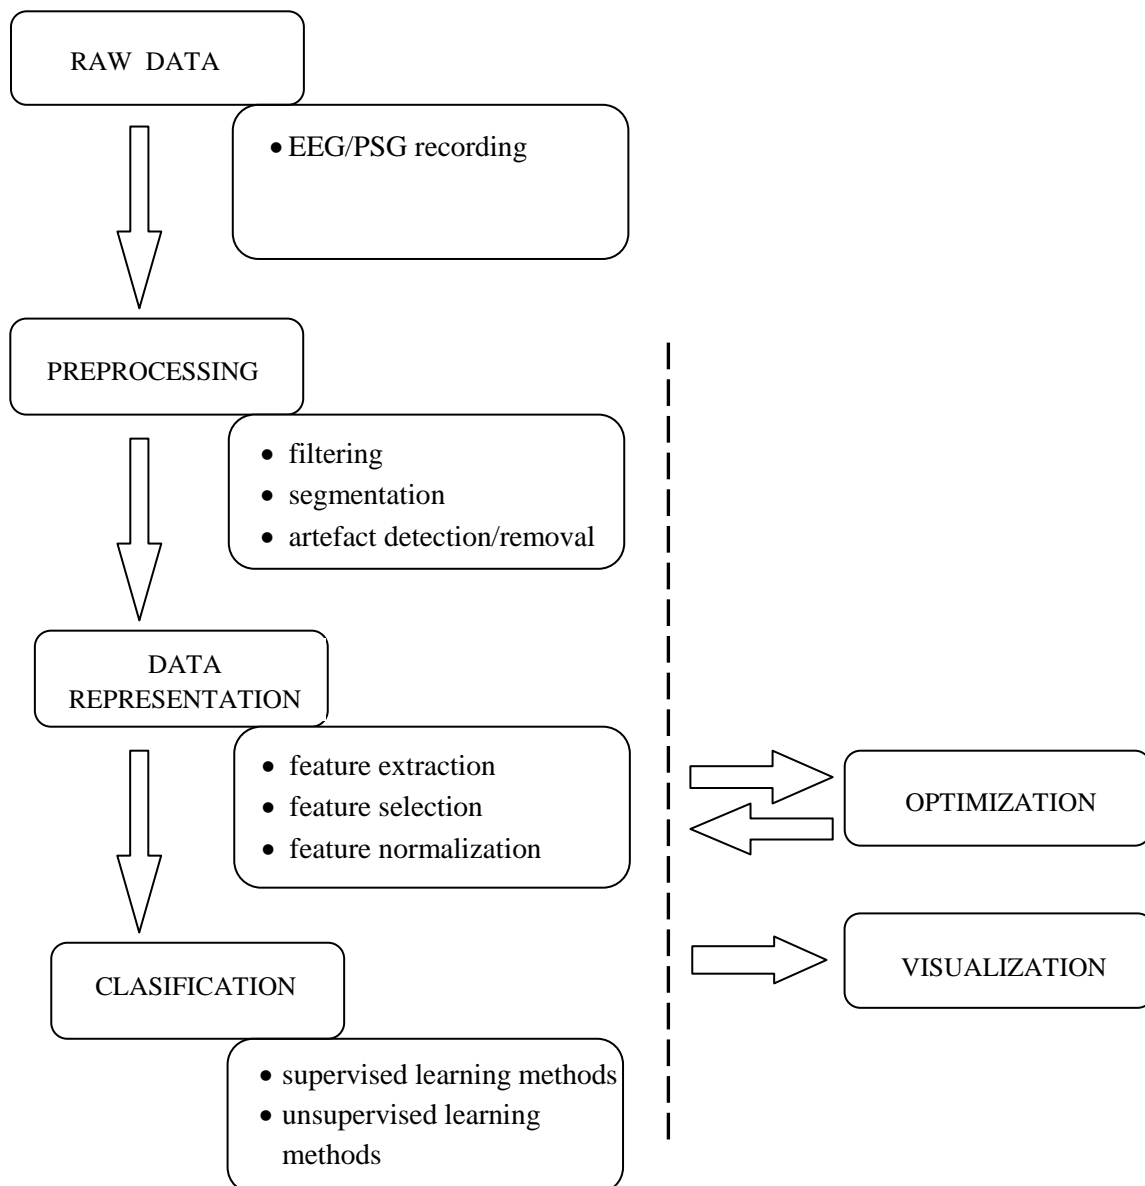 RAW DATA
• EEG/PSG recording
PREPROCESSING
• filtering
• segmentation
• artefact detection/removal
DATA
REPRESENTATION
• feature extraction
• feature selection
• feature normalization
OPTIMIZATION
VISUALIZATION
CLASIFICATION
• supervised learning methods
• unsupervised learning
methods